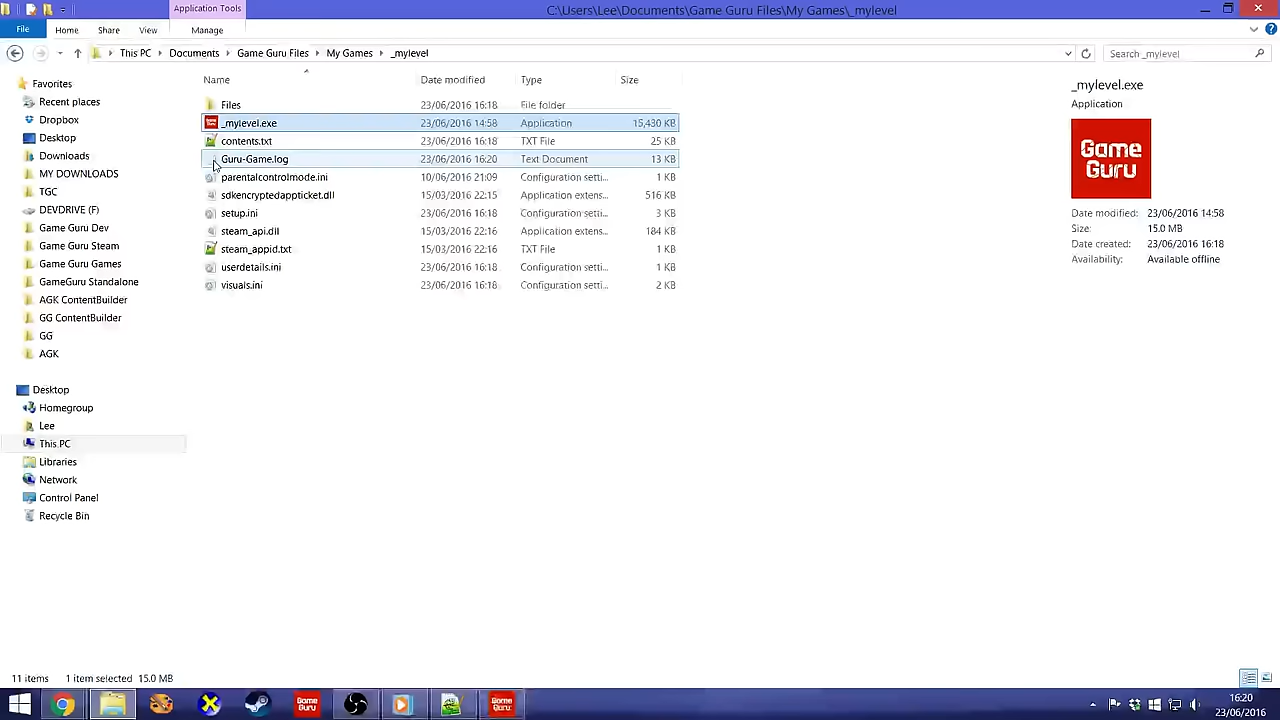 Application Tools
C:\Users\Lee\Documents\Game Guru Files\My Games\_mylevel
File Home Share View Manage
This PC Documents Game Guru Files My Games _mylevel
Search _mylevel
Name Date modified Type Size
Files 23/06/2016 16:18 File folder
_mylevel.exe 23/06/2016 14:58 Application 15,430 KB
contents.txt 23/06/2016 16:18 TXT File 25 KB
Guru-Game.log 23/06/2016 16:20 Text Document 13 KB
parentalcontrolmode.ini 10/06/2016 21:09 Configuration setti... 1 KB
sdkencryptedappticket.dll 15/03/2016 22:15 Application extens... 516 KB
setup.ini 23/06/2016 16:18 Configuration setti... 3 KB
steam_api.dll 15/03/2016 22:16 Application extens... 184 KB
steam_appid.txt 15/03/2016 22:16 TXT File 1 KB
userdetails.ini 23/06/2016 16:18 Configuration setti... 1 KB
visuals.ini 23/06/2016 16:18 Configuration setti... 2 KB
Favorites
Recent places
Dropbox
Desktop
Downloads
MY DOWNLOADS
TGC
DEVDRIVE (F)
Game Guru Dev
Game Guru Steam
Game Guru Games
GameGuru Standalone
AGK ContentBuilder
GG ContentBuilder
GG
AGK
Desktop
Homegroup
Lee
This PC
Libraries
Network
Control Panel
Recycle Bin
_mylevel.exe
Application
Game
Guru
Date modified: 23/06/2016 14:58
Size: 15.0 MB
Date created: 23/06/2016 16:18
Availability: Available offline
11 items 1 item selected 15.0 MB
Game
Guru
Game
Guru
16:20
23/06/2016